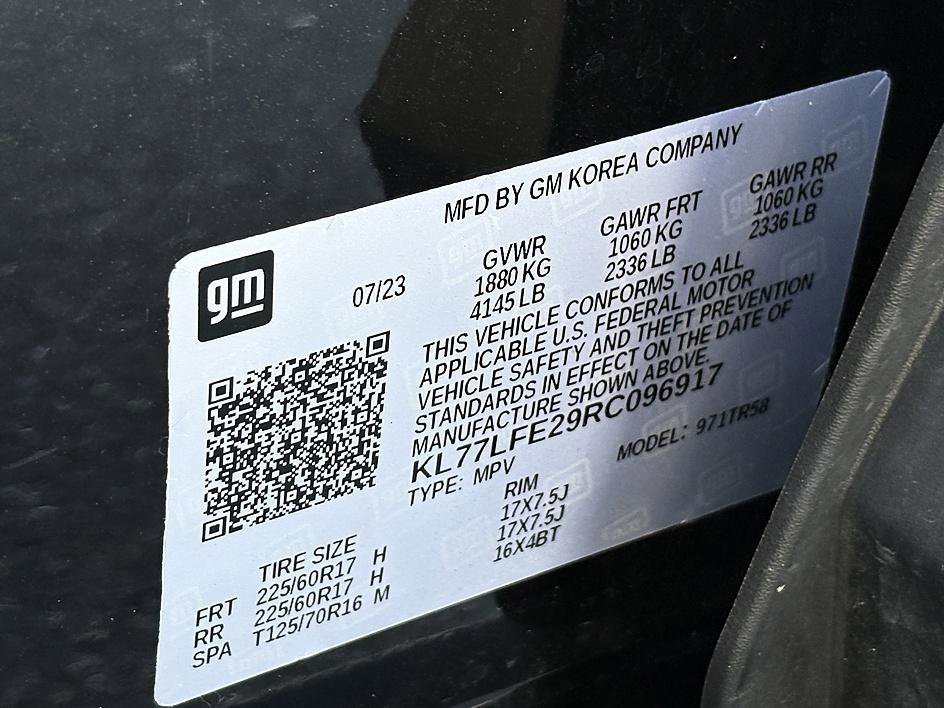 MFD BY GM KOREA COMPANY
gm
07/23
GVWR GAWR FRT GAWR RR
1880 KG 1060 KG 1060 KG
4145 LB 2336 LB 2336 LB
THIS VEHICLE CONFORMS TO ALL
APPLICABLE U.S. FEDERAL MOTOR
VEHICLE SAFETY AND THEFT PREVENTION
STANDARDS IN EFFECT ON THE DATE OF
MANUFACTURE SHOWN ABOVE.
KL77LFE29RC096917
TYPE: MPV MODEL: 971TR58
TIRE SIZE RIM
FRT 225/60R17 H 17X7.5J
RR 225/60R17 H 17X7.5J
SPA T125/70R16 M 16X4BT